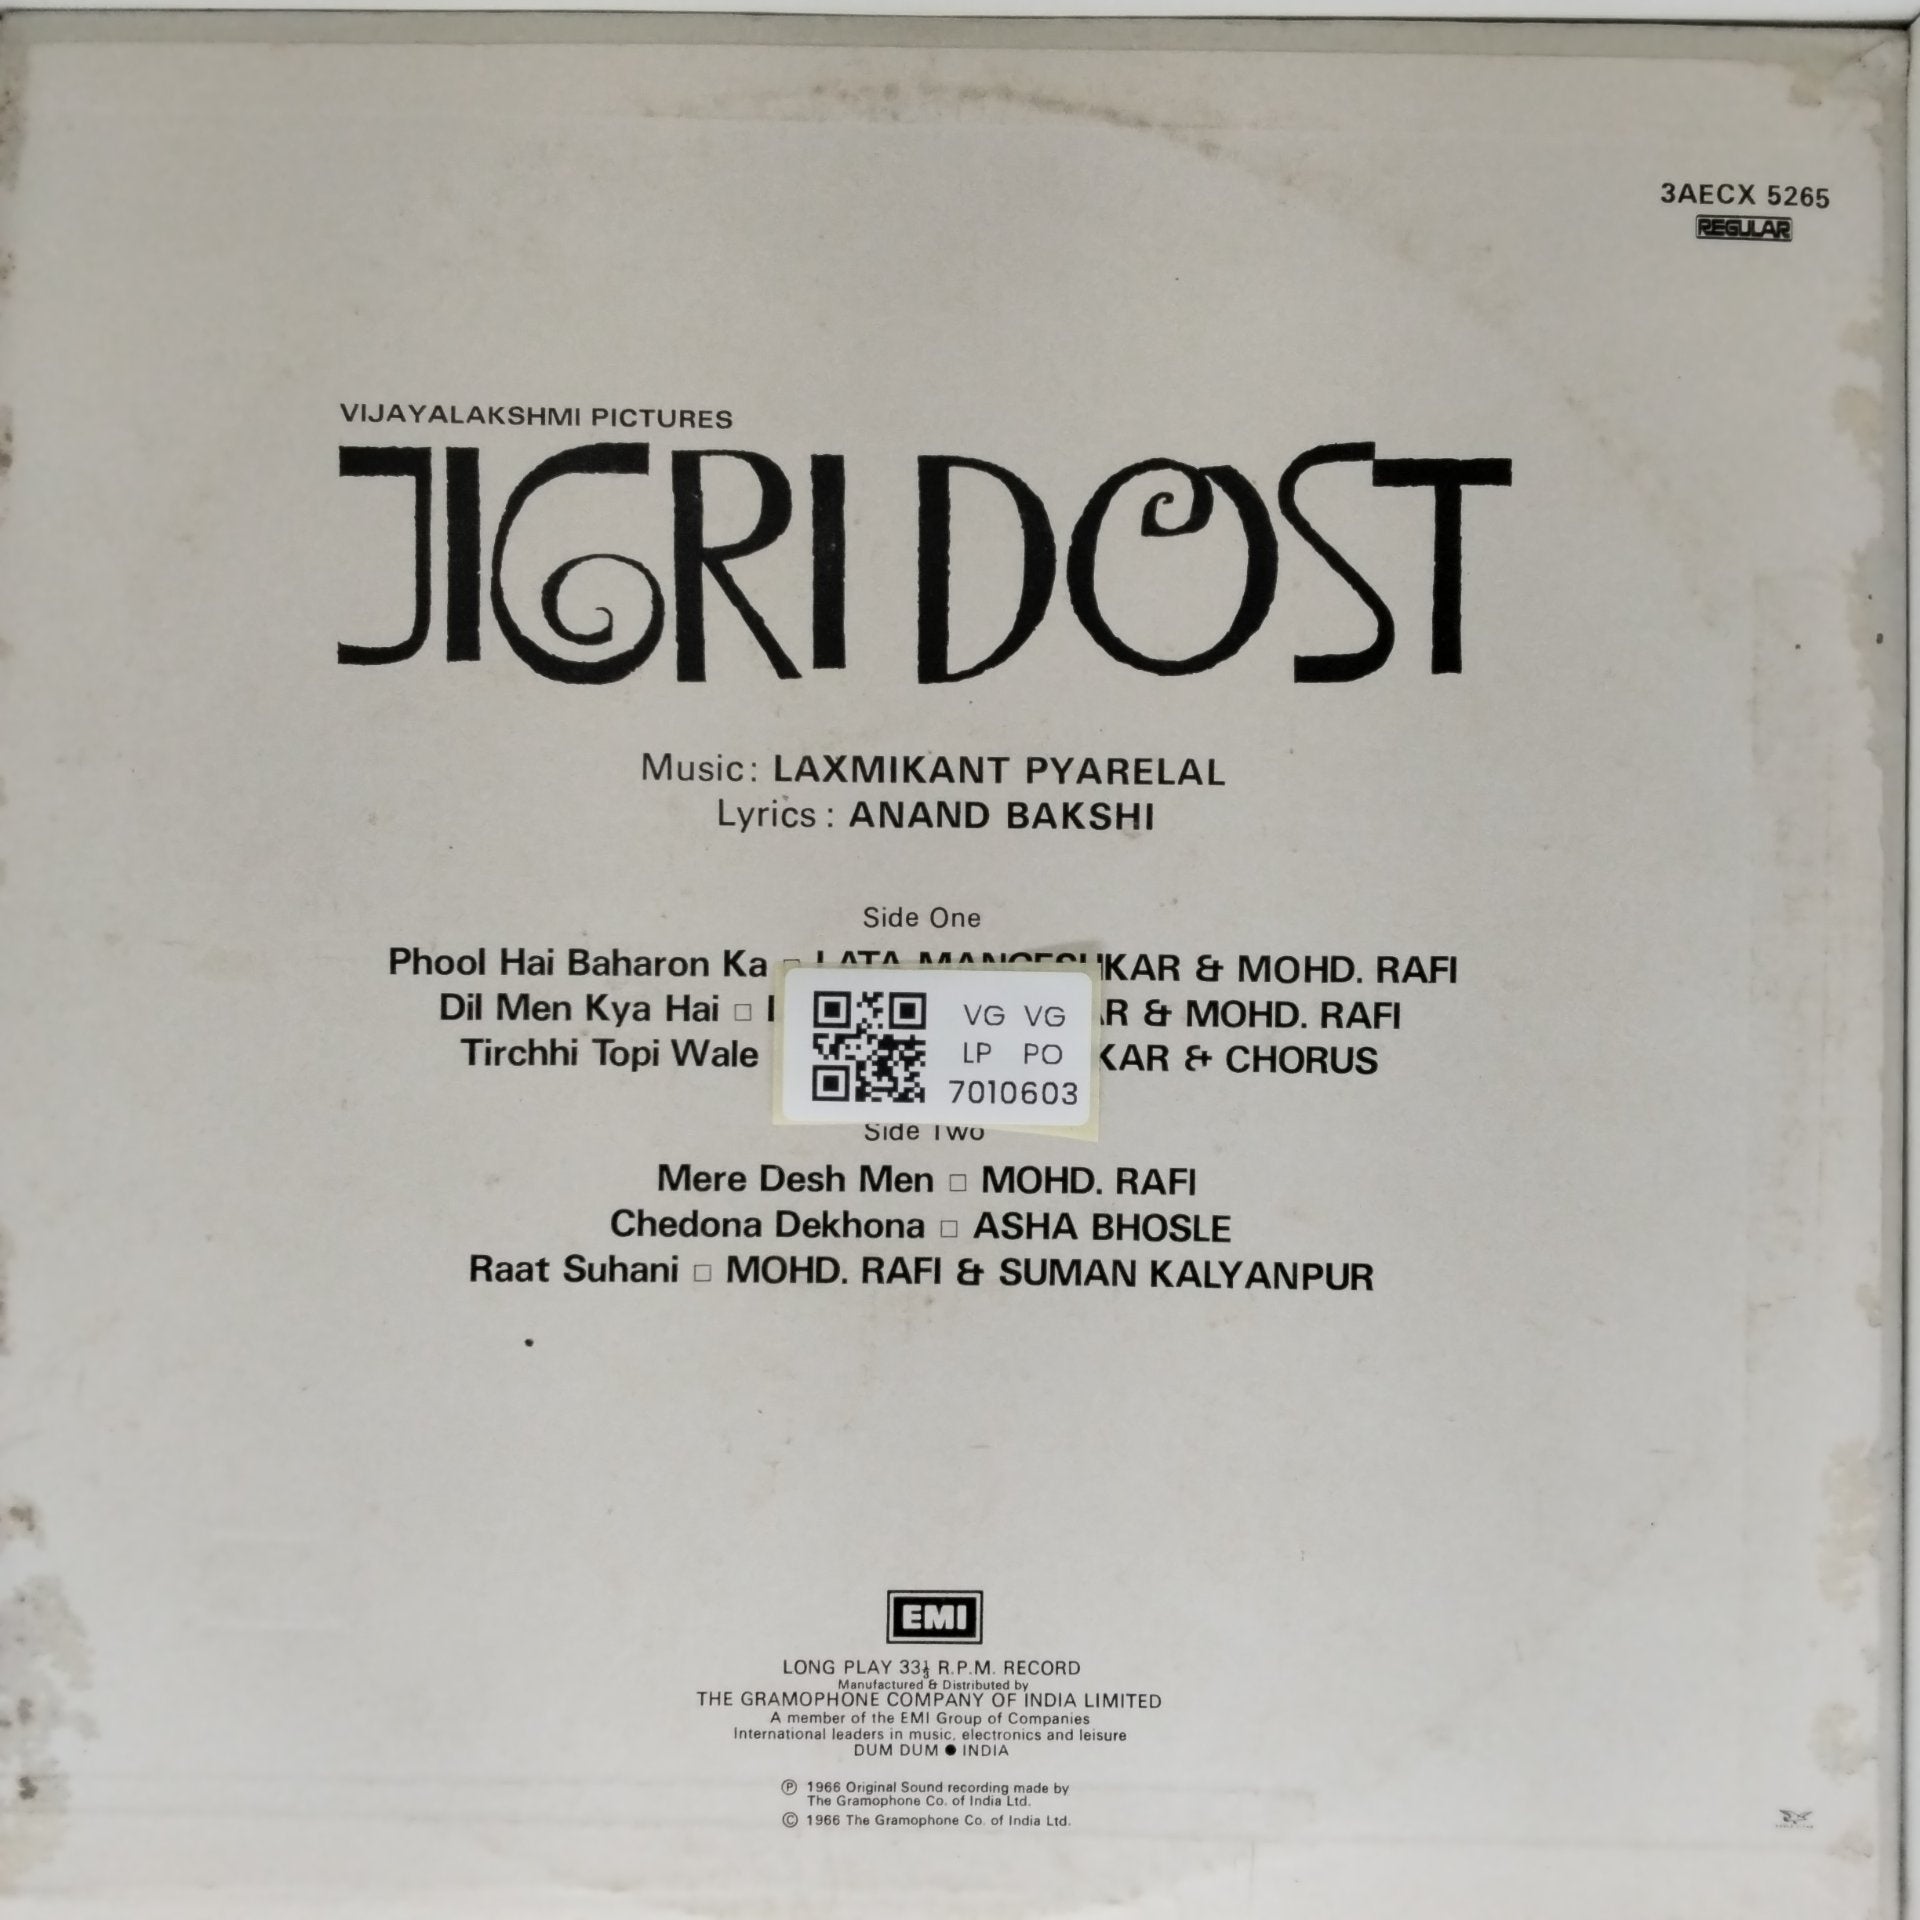 3AECX 5265
REGULAR
VIJAYALAKSHMI PICTURES
JIGRI DOST
Music: LAXMIKANT PYARELAL
Lyrics: ANAND BAKSHI
Side One
Phool Hai Baharon Ka □ LATA MANGESHKAR & MOHD. RAFI
Dil Men Kya Hai □ & MOHD. RAFI
Tirchhi Topi Wale & CHORUS
VG VG
LP PO
7010603
Side Two
Mere Desh Men □ MOHD. RAFI
Chedona Dekhona □ ASHA BHOSLE
Raat Suhani □ MOHD. RAFI & SUMAN KALYANPUR
EMI
LONG PLAY 33⅓ R.P.M. RECORD
Manufactured & Distributed by
THE GRAMOPHONE COMPANY OF INDIA LIMITED
A member of the EMI Group of Companies
International leaders in music, electronics and leisure
DUM DUM ● INDIA
Ⓟ 1966 Original Sound recording made by
The Gramophone Co. of India Ltd.
© 1966 The Gramophone Co. of India Ltd.